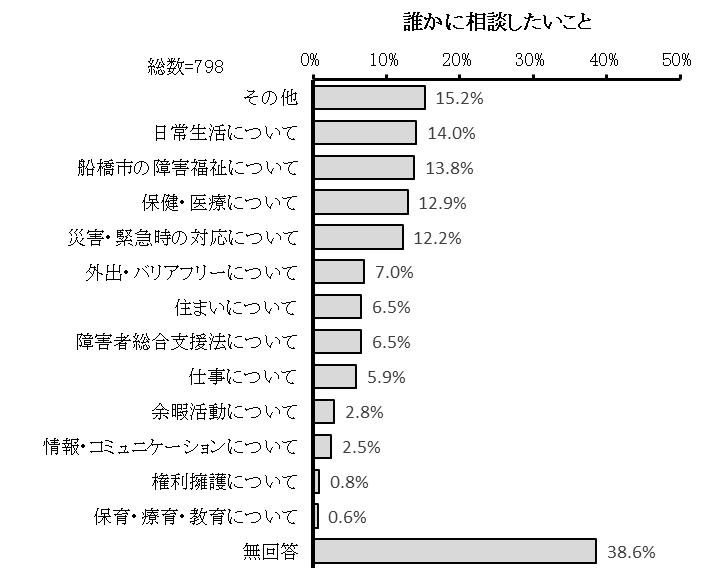 誰かに相談したいこと
総数=798
0% 10% 20% 30% 40% 50%
その他 15.2%
日常生活について 14.0%
船橋市の障害福祉について 13.8%
保健・医療について 12.9%
災害・緊急時の対応について 12.2%
外出・バリアフリーについて 7.0%
住まいについて 6.5%
障害者総合支援法について 6.5%
仕事について 5.9%
余暇活動について 2.8%
情報・コミュニケーションについて 2.5%
権利擁護について 0.8%
保育・療育・教育について 0.6%
無回答 38.6%